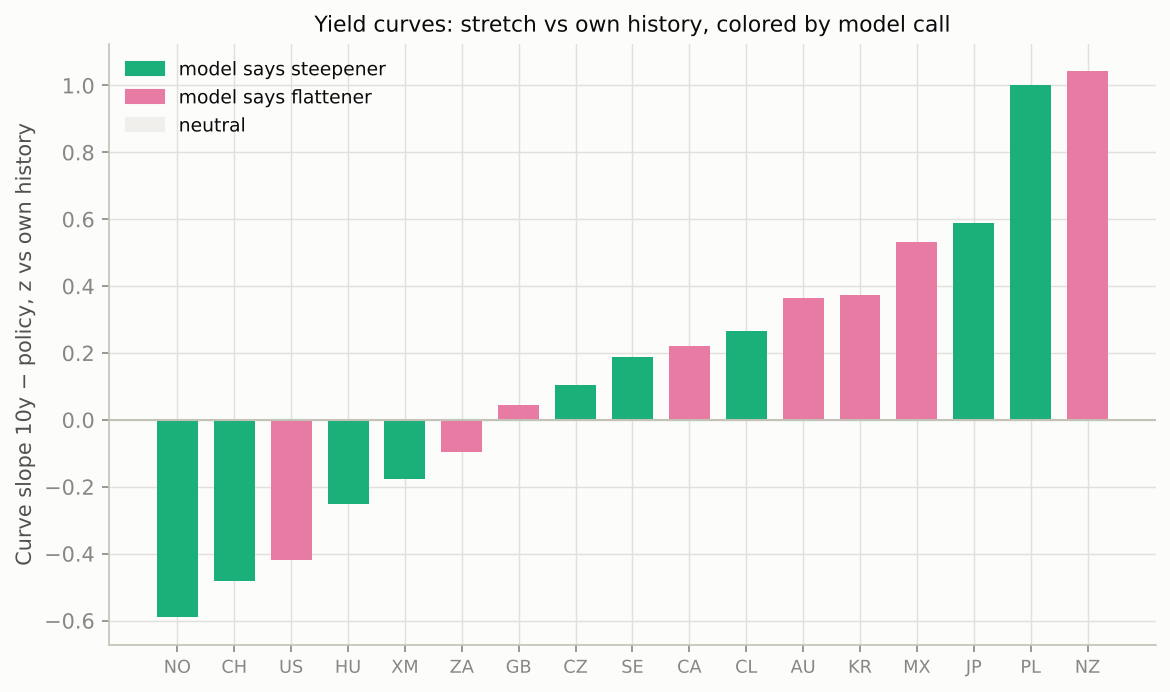 Yield curves: stretch vs own history, colored by model call
model says steepener
model says flattener
neutral
Curve slope 10y − policy, z vs own history
1.0
0.8
0.6
0.4
0.2
0.0
−0.2
−0.4
−0.6
NO CH US HU XM ZA GB CZ SE CA CL AU KR MX JP PL NZ